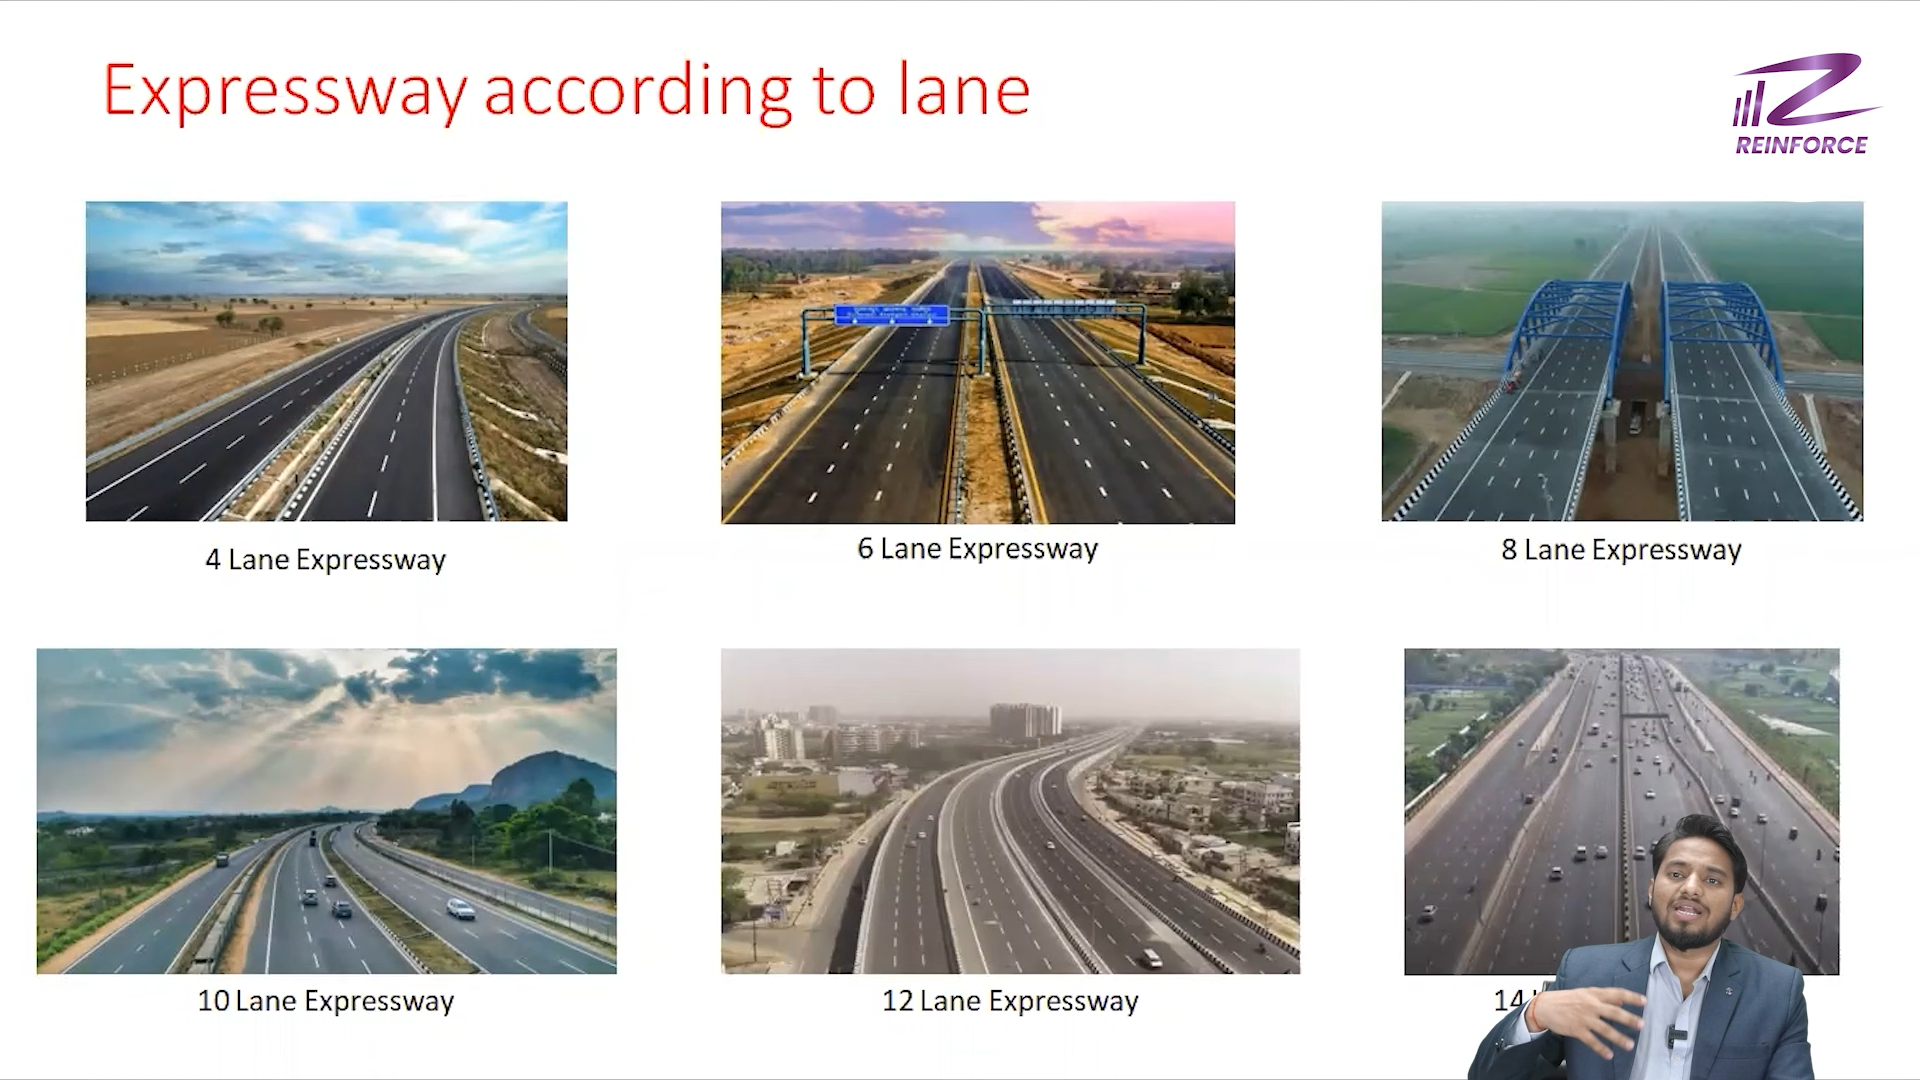 Expressway according to lane
REINFORCE
4 Lane Expressway
6 Lane Expressway
8 Lane Expressway
10 Lane Expressway
12 Lane Expressway
14